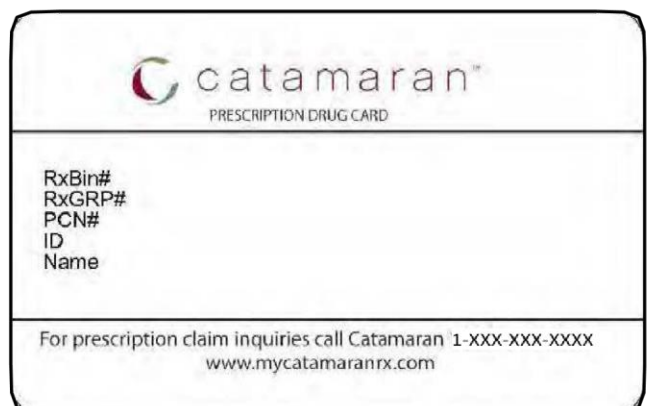 catamaran™
PRESCRIPTION DRUG CARD
RxBin#
RxGRP#
PCN#
ID
Name
For prescription claim inquiries call Catamaran 1-XXX-XXX-XXXX
www.mycatamaranrx.com